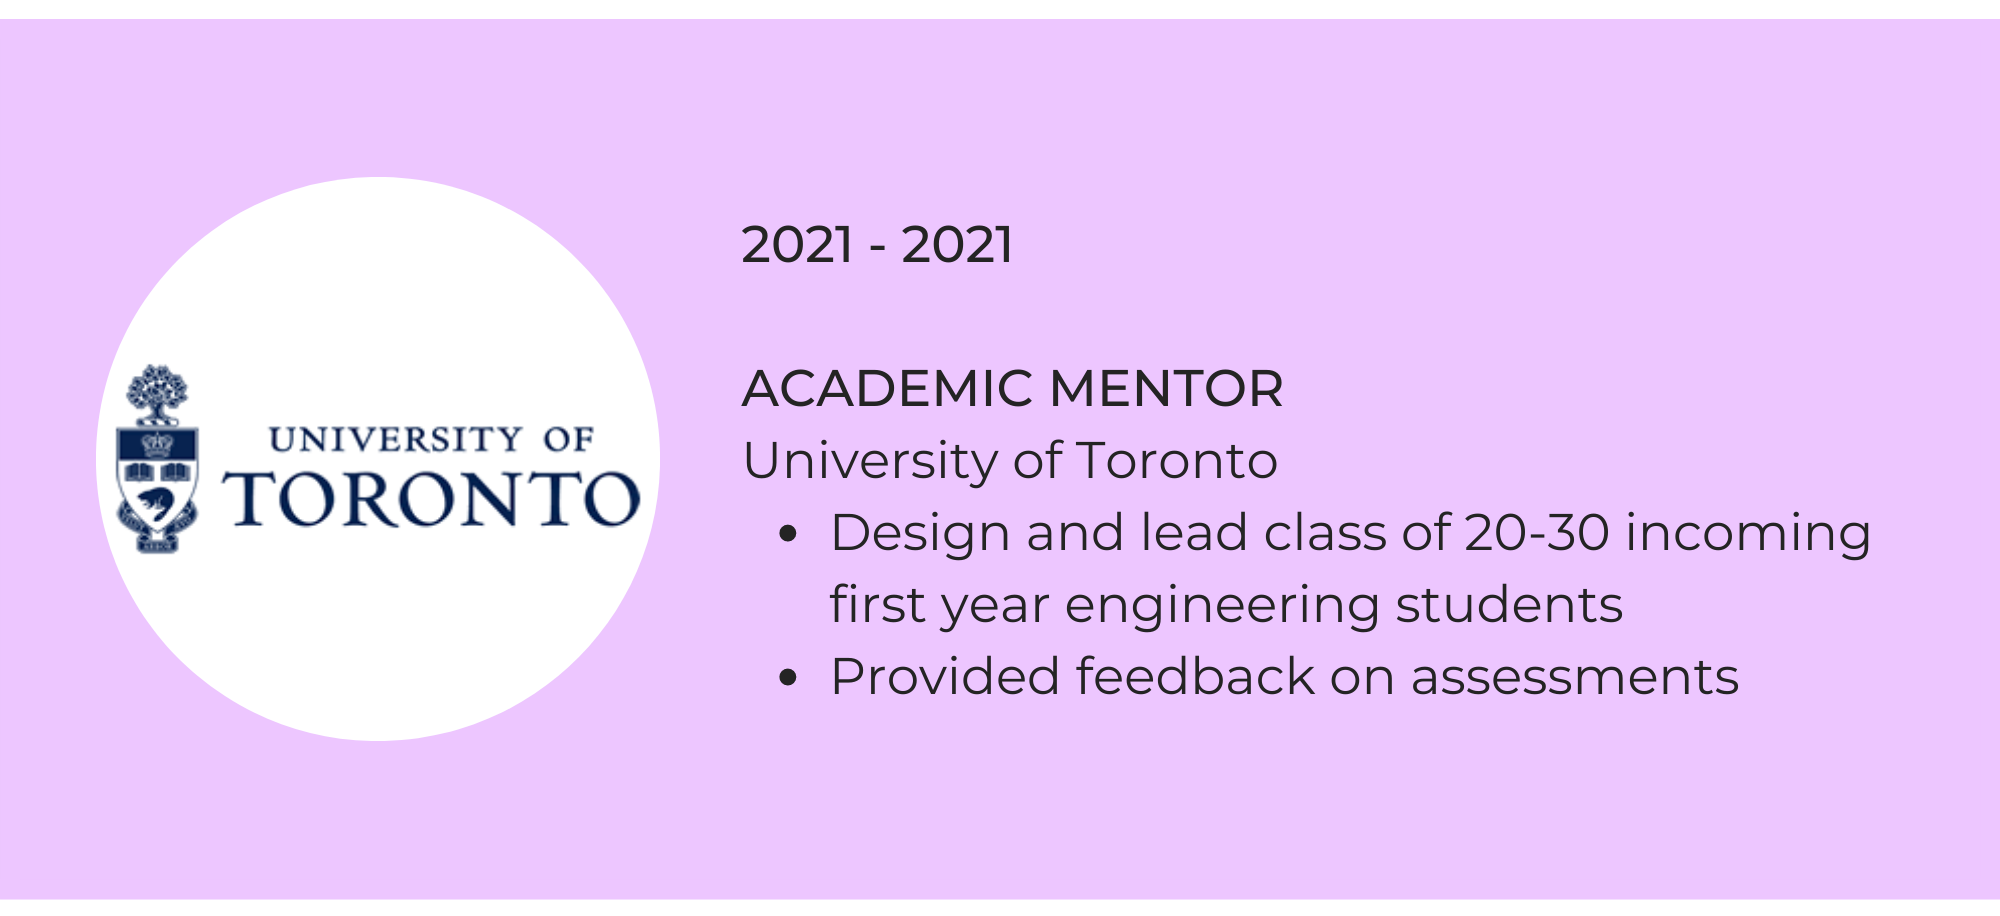 UNIVERSITY OF
TORONTO
2021 - 2021
ACADEMIC MENTOR
University of Toronto
• Design and lead class of 20-30 incoming
first year engineering students
• Provided feedback on assessments